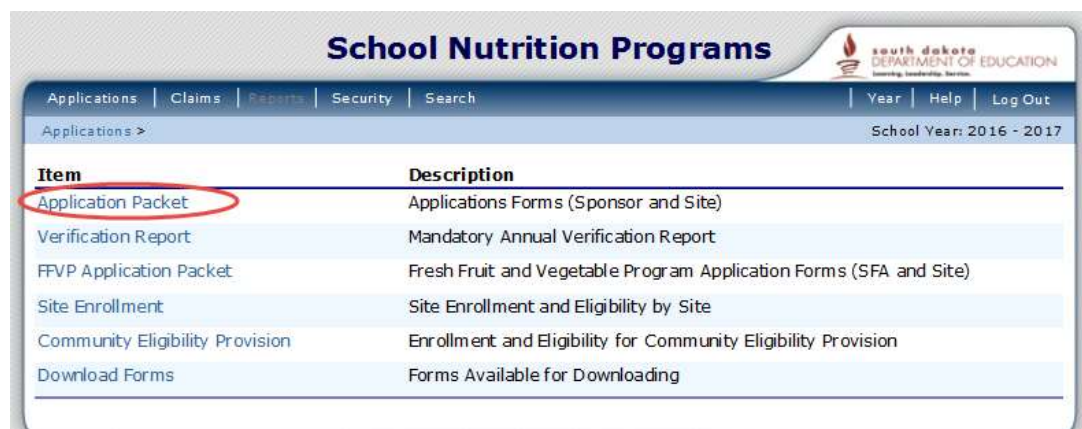 School Nutrition Programs
south dakota
DEPARTMENT OF EDUCATION
Learning. Leadership. Service.
Applications | Claims | Reports | Security | Search | Year | Help | Log Out
Applications > School Year: 2016 - 2017
Item Description
Application Packet Applications Forms (Sponsor and Site)
Verification Report Mandatory Annual Verification Report
FFVP Application Packet Fresh Fruit and Vegetable Program Application Forms (SFA and Site)
Site Enrollment Site Enrollment and Eligibility by Site
Community Eligibility Provision Enrollment and Eligibility for Community Eligibility Provision
Download Forms Forms Available for Downloading